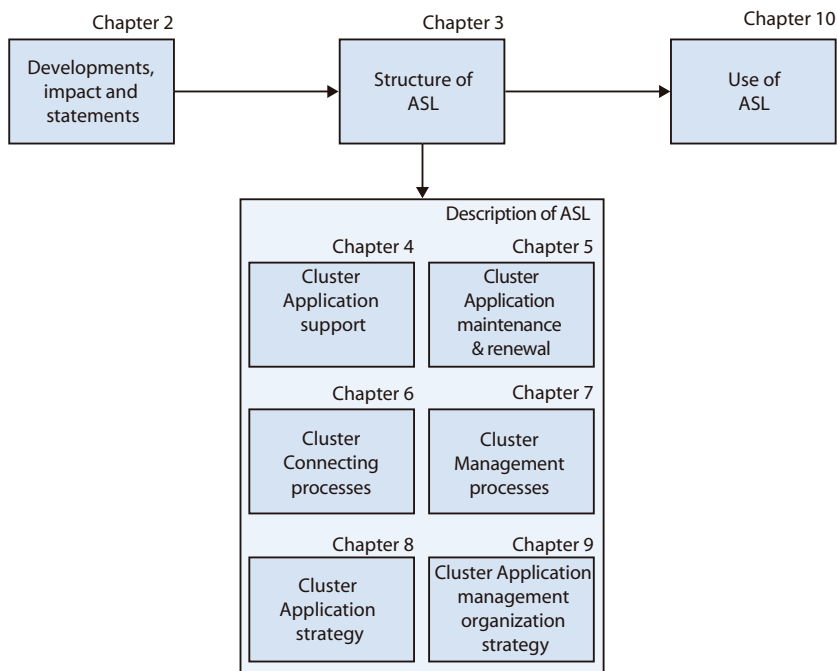 Chapter 2
Developments,
impact and
statements
Chapter 3
Structure of
ASL
Chapter 10
Use of
ASL
Description of ASL
Chapter 4
Cluster
Application
support
Chapter 5
Cluster
Application
maintenance
& renewal
Chapter 6
Cluster
Connecting
processes
Chapter 7
Cluster
Management
processes
Chapter 8
Cluster
Application
strategy
Chapter 9
Cluster Application
management
organization
strategy